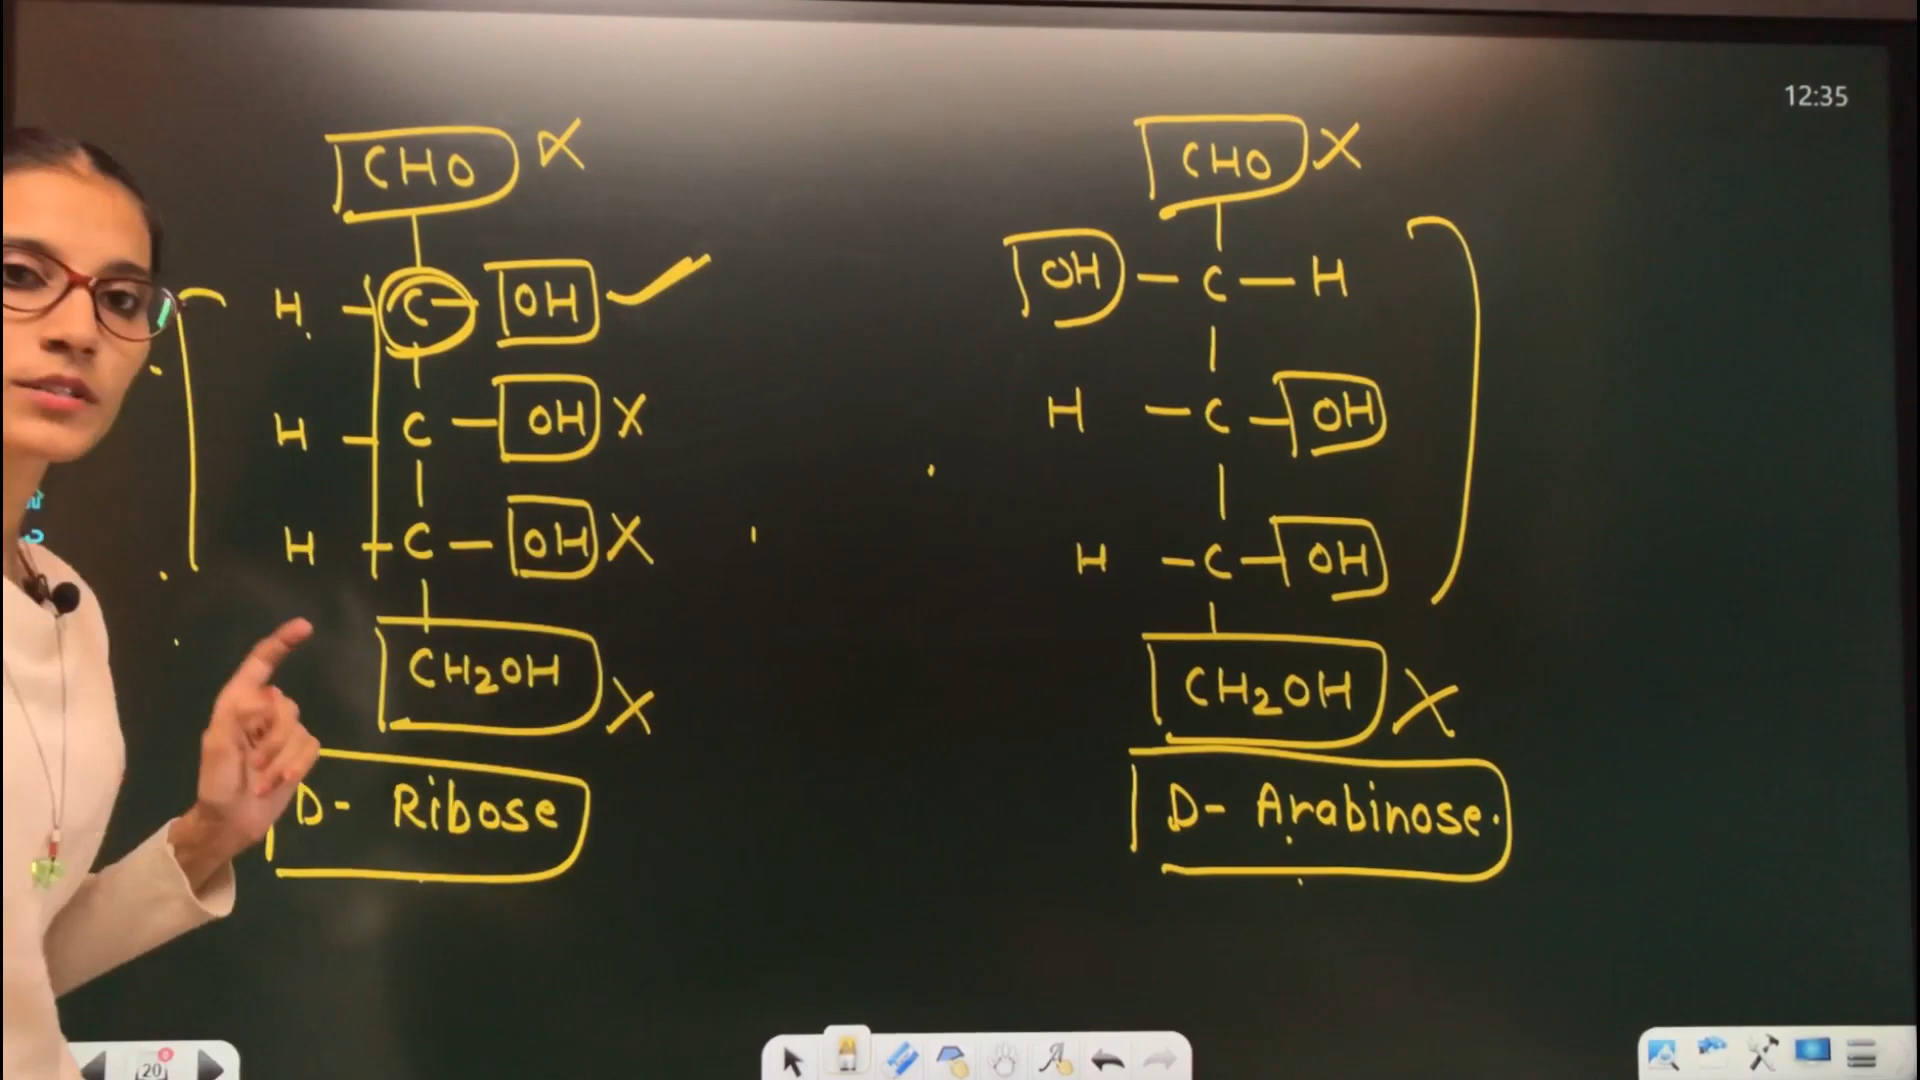 12:35
CHO X CHO X
H - C - OH OH - C - H
H - C - OH X H - C - OH
H - C - OH X H - C - OH
CH2OH X CH2OH X
D- Ribose D- Arabinose.
20